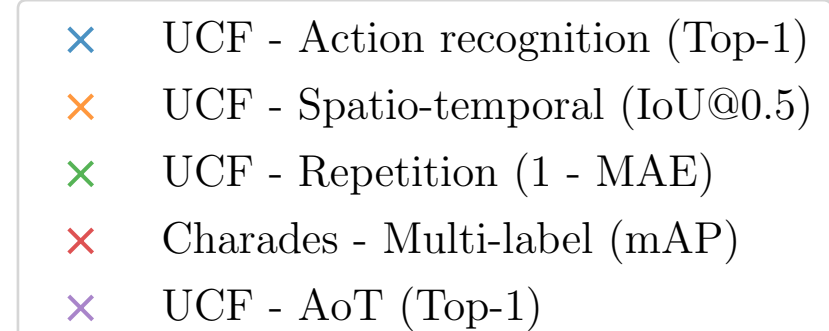 UCF - Action recognition (Top-1)
UCF - Spatio-temporal (IoU@0.5)
UCF - Repetition (1 - MAE)
Charades - Multi-label (mAP)
UCF - AoT (Top-1)